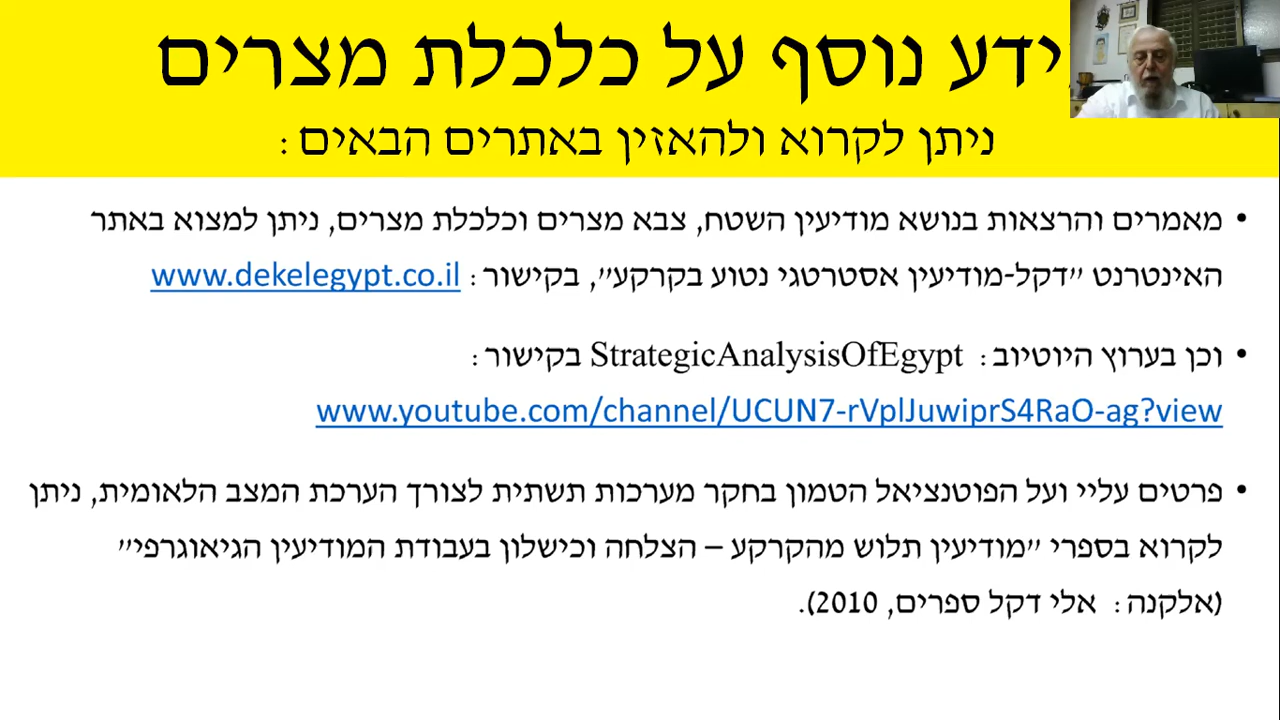 ידע נוסף על כלכלת מצרים
ניתן לקרוא ולהאזין באתרים הבאים :
• מאמרים והרצאות בנושא מודיעין השטח, צבא מצרים וכלכלת מצרים, ניתן למצוא באתר
האינטרנט "דקל-מודיעין אסטרטגי נטוע בקרקע", בקישור : www.dekelegypt.co.il
• וכן בערוץ היוטיוב : StrategicAnalysisOfEgypt בקישור :
www.youtube.com/channel/UCUN7-rVplJuwiprS4RaO-ag?view
• פרטים עליי ועל הפוטנציאל הטמון בחקר מערכות תשתית לצורך הערכת המצב הלאומית, ניתן
לקרוא בספרי "מודיעין תלוש מהקרקע – הצלחה וכישלון בעבודת המודיעין הגיאוגרפי"
(אלקנה : אלי דקל ספרים, 2010).